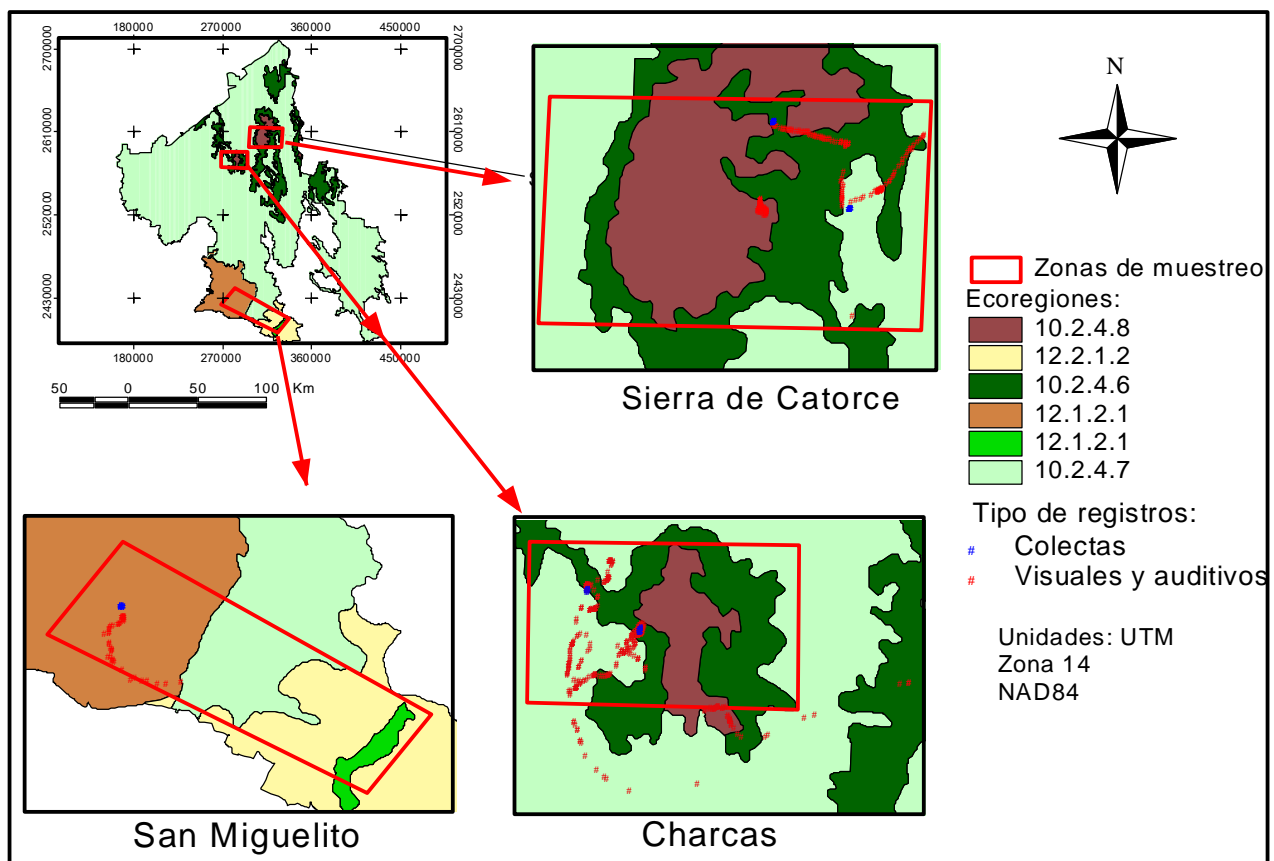 180000 270000 360000 450000
2700000 2700000
2610000 2610000
2520000 2520000
2430000 2430000
180000 270000 360000 450000
50 0 50 100 Km
Sierra de Catorce
N
Zonas de muestreo
Ecoregiones:
10.2.4.8
12.2.1.2
10.2.4.6
12.1.2.1
12.1.2.1
10.2.4.7
Tipo de registros:
# Colectas
# Visuales y auditivos
Unidades: UTM
Zona 14
NAD84
San Miguelito
Charcas